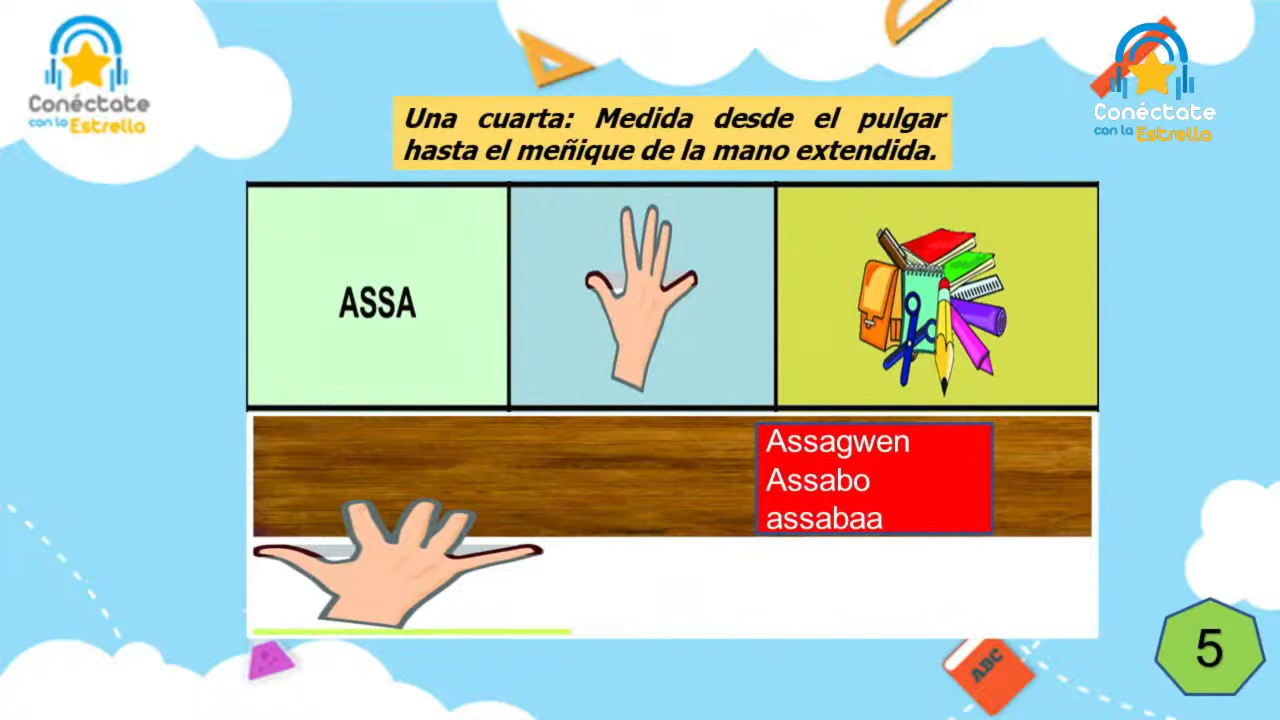 Conéctate
con la Estrella
Conéctate
con la Estrella
Una cuarta: Medida desde el pulgar
hasta el meñique de la mano extendida.
ASSA
Assagwen
Assabo
assabaa
5
ABC